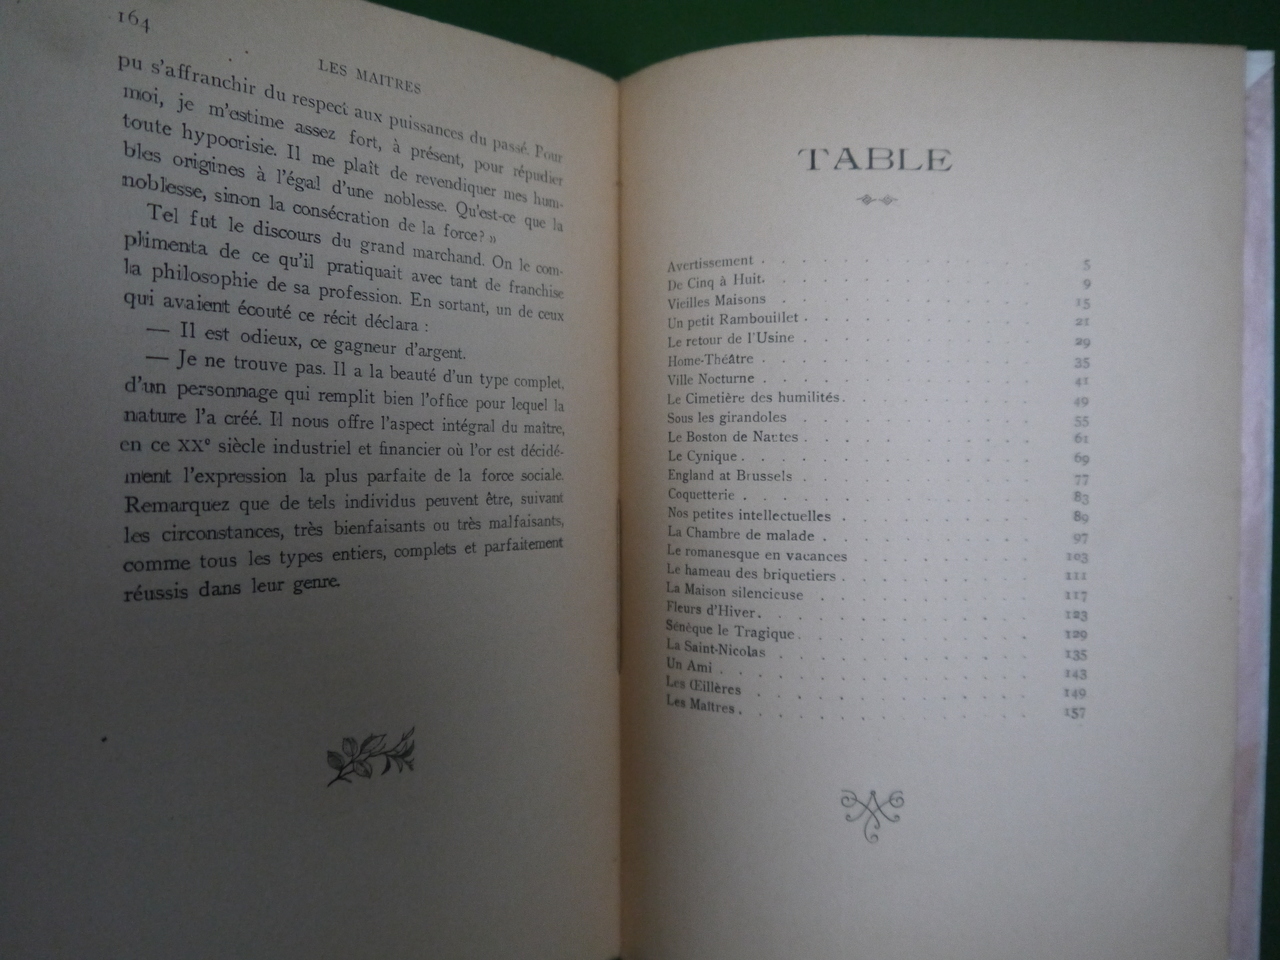 164
LES MAITRES
pu s'affranchir du respect aux puissances du passé. Pour
moi, je m'estime assez fort, à présent, pour répudier
toute hypocrisie. Il me plaît de revendiquer mes hum-
bles origines à l'égal d'une noblesse. Qu'est-ce que la
noblesse, sinon la consécration de la force? »
Tel fut le discours du grand marchand. On le com-
plimenta de ce qu'il pratiquait avec tant de franchise
la philosophie de sa profession. En sortant, un de ceux
qui avaient écouté ce récit déclara :
— Il est odieux, ce gagneur d'argent.
— Je ne trouve pas. Il a la beauté d'un type complet,
d'un personnage qui remplit bien l'office pour lequel la
nature l'a créé. Il nous offre l'aspect intégral du maître,
en ce XXe siècle industriel et financier où l'or est décidé-
ment l'expression la plus parfaite de la force sociale.
Remarquez que de tels individus peuvent être, suivant
les circonstances, très bienfaisants ou très malfaisants,
comme tous les types entiers, complets et parfaitement
réussis dans leur genre.
TABLE
Avertissement . . . . . . . . . . 5
De Cinq à Huit. . . . . . . . . . 9
Vieilles Maisons . . . . . . . . . . 15
Un petit Rambouillet . . . . . . . . . . 21
Le retour de l'Usine . . . . . . . . . . 29
Home-Théâtre . . . . . . . . . . 35
Ville Nocturne . . . . . . . . . . 41
Le Cimetière des humilités. . . . . . . . . . 49
Sous les girandoles . . . . . . . . . . 55
Le Boston de Nantes . . . . . . . . . . 61
Le Cynique . . . . . . . . . . 69
England at Brussels . . . . . . . . . . 77
Coquetterie . . . . . . . . . . 83
Nos petites intellectuelles . . . . . . . . . . 89
La Chambre de malade . . . . . . . . . . 97
Le romanesque en vacances . . . . . . . . . . 103
Le hameau des briquetiers . . . . . . . . . . 111
La Maison silencieuse . . . . . . . . . . 117
Fleurs d'Hiver. . . . . . . . . . 123
Sénèque le Tragique. . . . . . . . . . 129
La Saint-Nicolas . . . . . . . . . . 135
Un Ami . . . . . . . . . . 143
Les Œillères . . . . . . . . . . 149
Les Maîtres . . . . . . . . . . 157